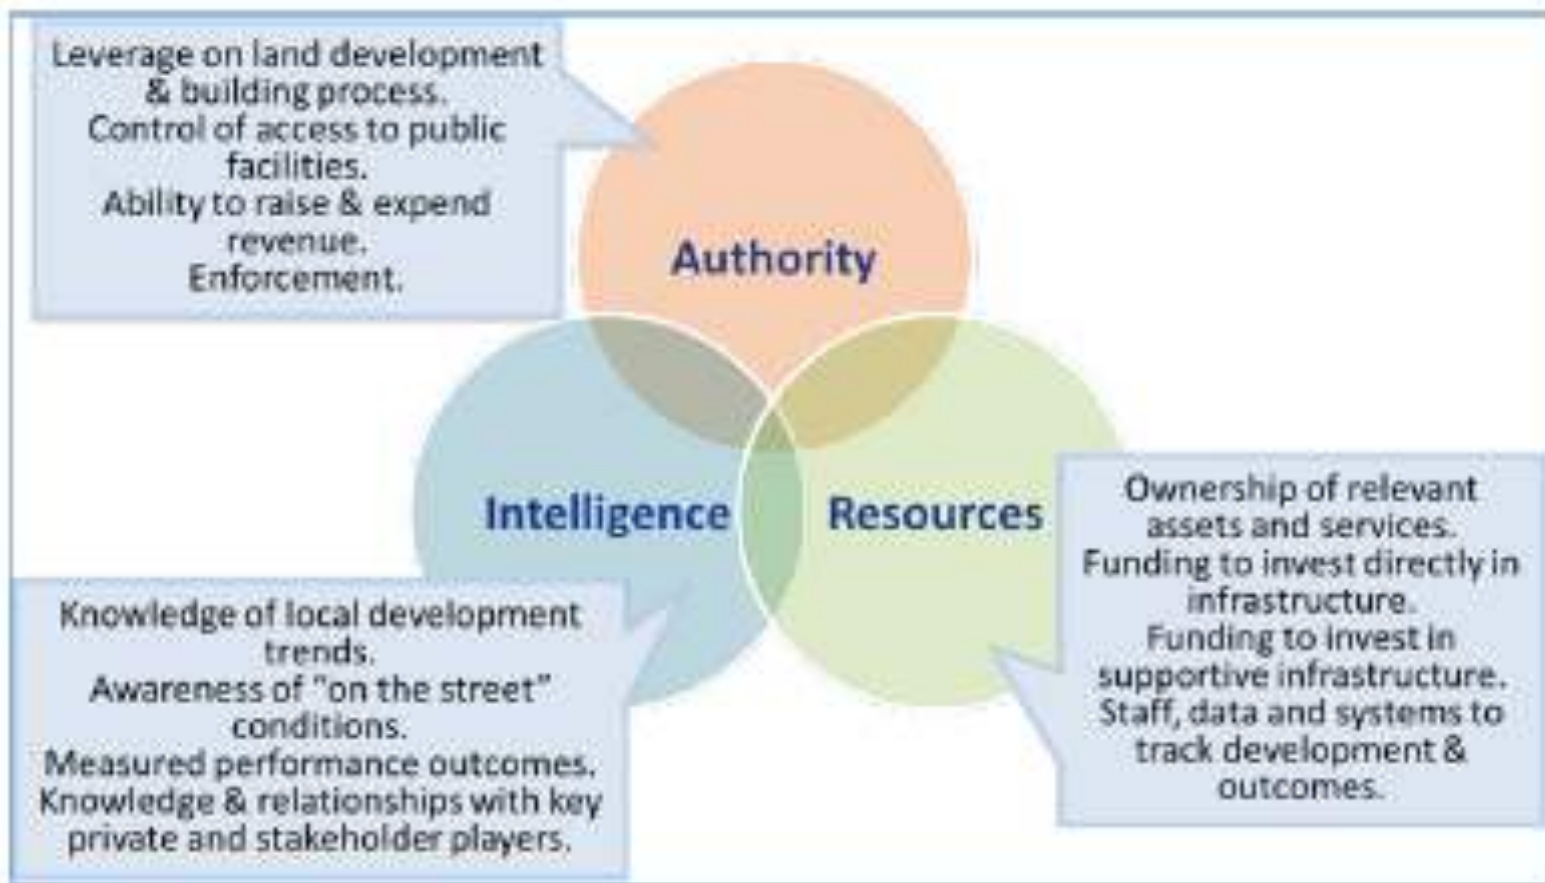 Leverage on land development
& building process.
Control of access to public
facilities.
Ability to raise & expend
revenue.
Enforcement.
Authority
Intelligence
Resources
Ownership of relevant
assets and services.
Funding to invest directly in
infrastructure.
Funding to invest in
supportive infrastructure.
Staff, data and systems to
track development &
outcomes.
Knowledge of local development
trends.
Awareness of "on the street”
conditions.
Measured performance outcomes.
Knowledge & relationships with key
private and stakeholder players.